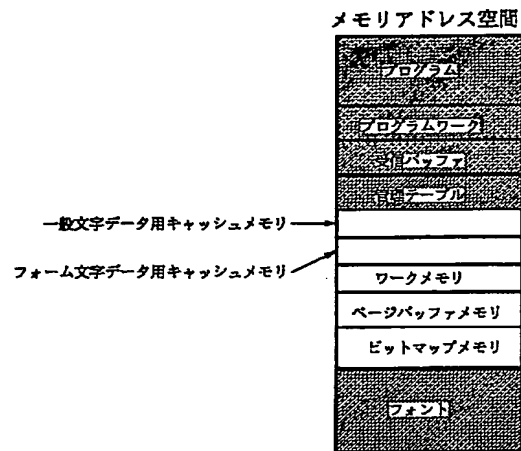 メモリアドレス空間
プログラム
プログラムワーク
受信バッファ
管理テーブル
一般文字データ用キャッシュメモリ
フォーム文字データ用キャッシュメモリ
ワークメモリ
ページバッファメモリ
ビットマップメモリ
フォント